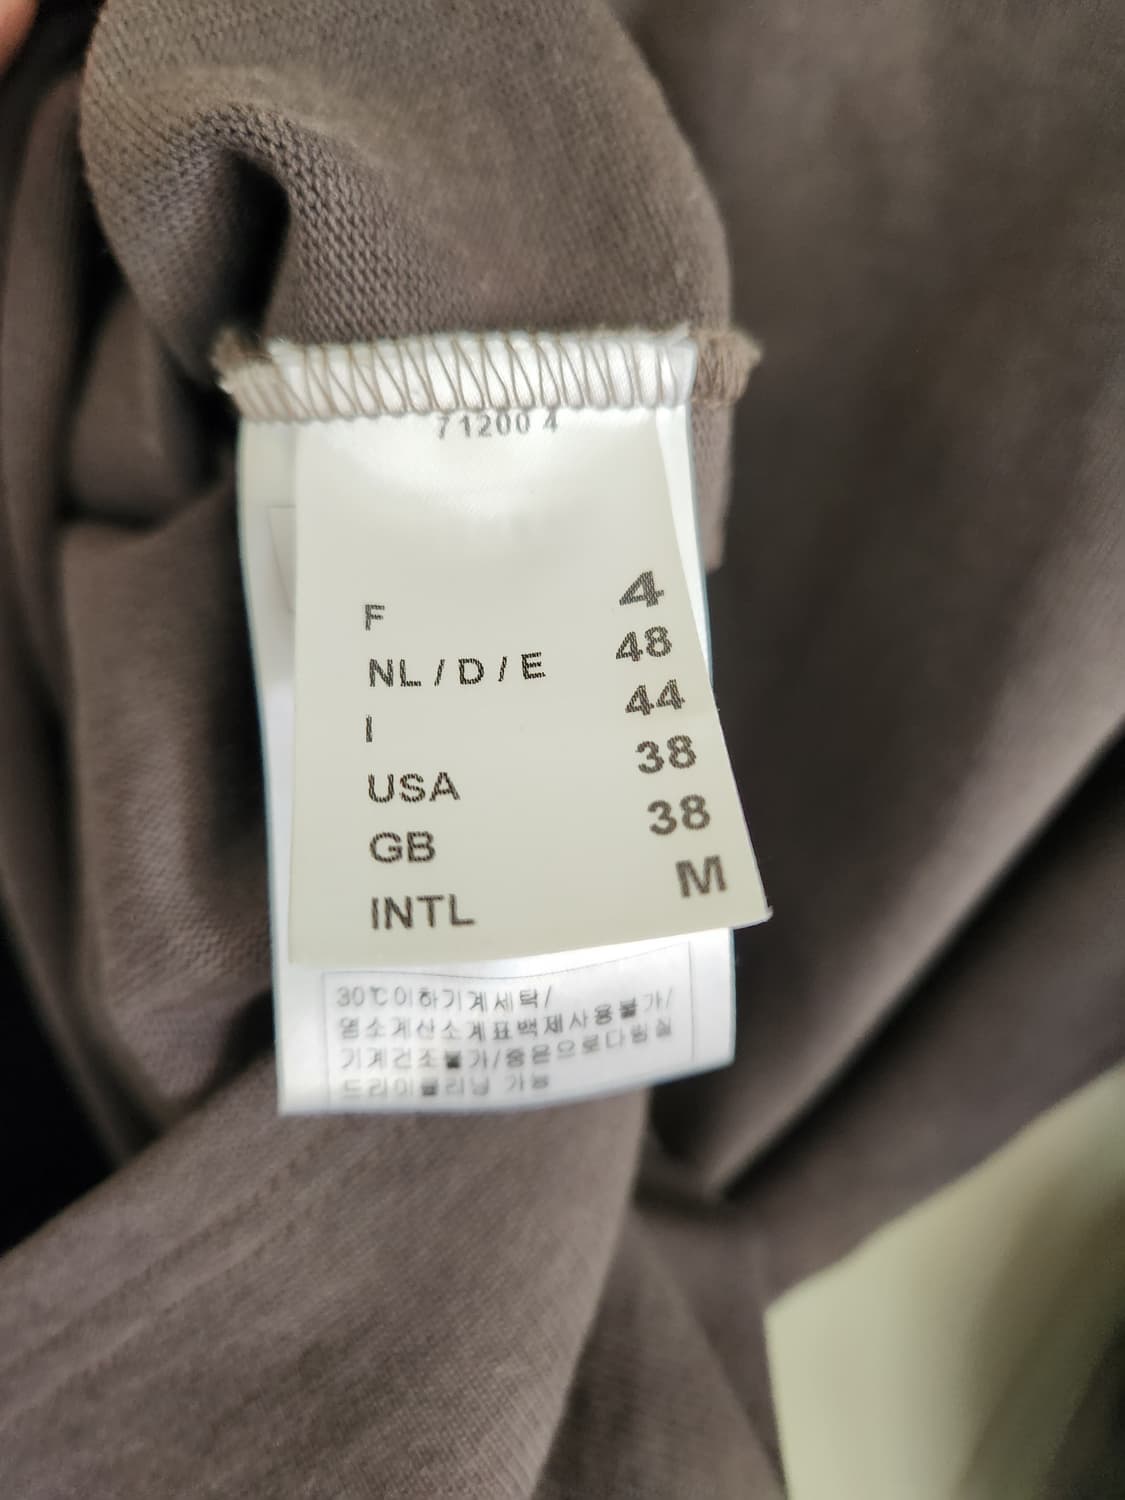 71200 4
F 4
NL / D / E 48
I 44
USA 38
GB 38
INTL M
30℃이하기계세탁/
염소계산소계표백제사용불가/
기계건조불가/중온으로다림질
드라이클리닝 가능